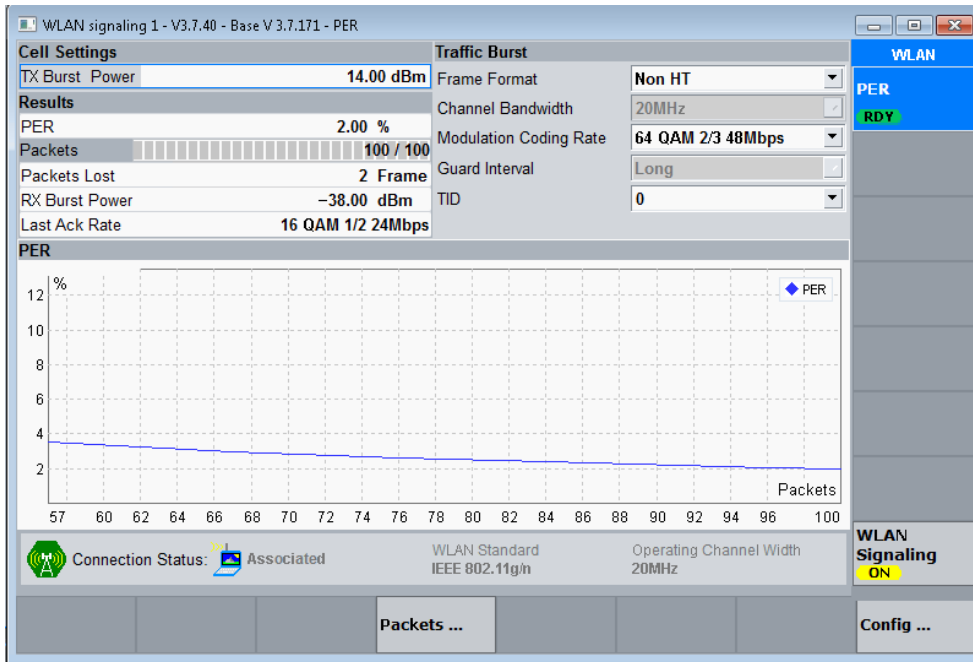 WLAN signaling 1 - V3.7.40 - Base V 3.7.171 - PER
Cell Settings
TX Burst Power 14.00 dBm
Results
PER 2.00 %
Packets 100 / 100
Packets Lost 2 Frame
RX Burst Power −38.00 dBm
Last Ack Rate 16 QAM 1/2 24Mbps
Traffic Burst
Frame Format Non HT
Channel Bandwidth 20MHz
Modulation Coding Rate 64 QAM 2/3 48Mbps
Guard Interval Long
TID 0
PER
%
PER
12
10
8
6
4
2
Packets
57 60 62 64 66 68 70 72 74 76 78 80 82 84 86 88 90 92 94 96 100
Connection Status: Associated
WLAN Standard
IEEE 802.11g/n
Operating Channel Width
20MHz
WLAN
PER
RDY
WLAN
Signaling
ON
Packets ...
Config ...